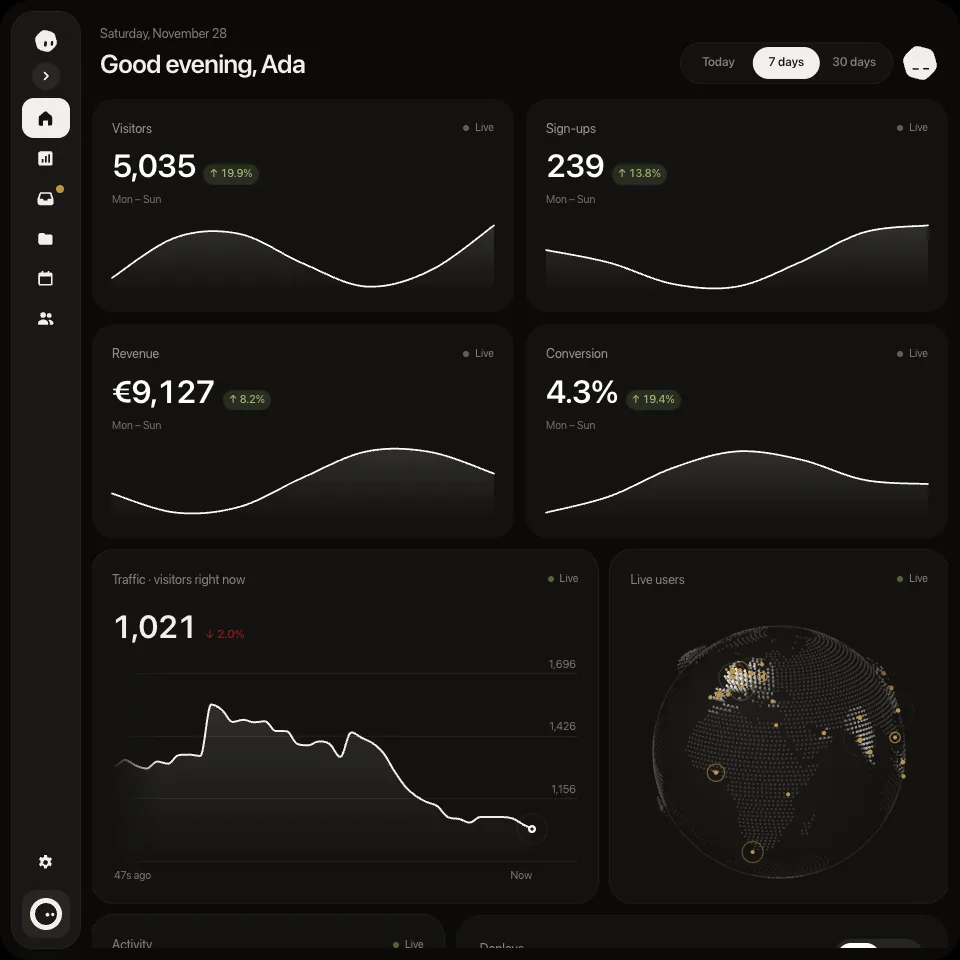 Saturday, November 28
Good evening, Ada
Today
7 days
30 days
Visitors
Live
5,035
↑ 19.9%
Mon – Sun
Sign-ups
Live
239
↑ 13.8%
Mon – Sun
Revenue
Live
€9,127
↑ 8.2%
Mon – Sun
Conversion
Live
4.3%
↑ 19.4%
Mon – Sun
Traffic · visitors right now
Live
1,021
↓ 2.0%
1,696
1,426
1,156
47s ago
Now
Live users
Live
Activity
Live
Deploys